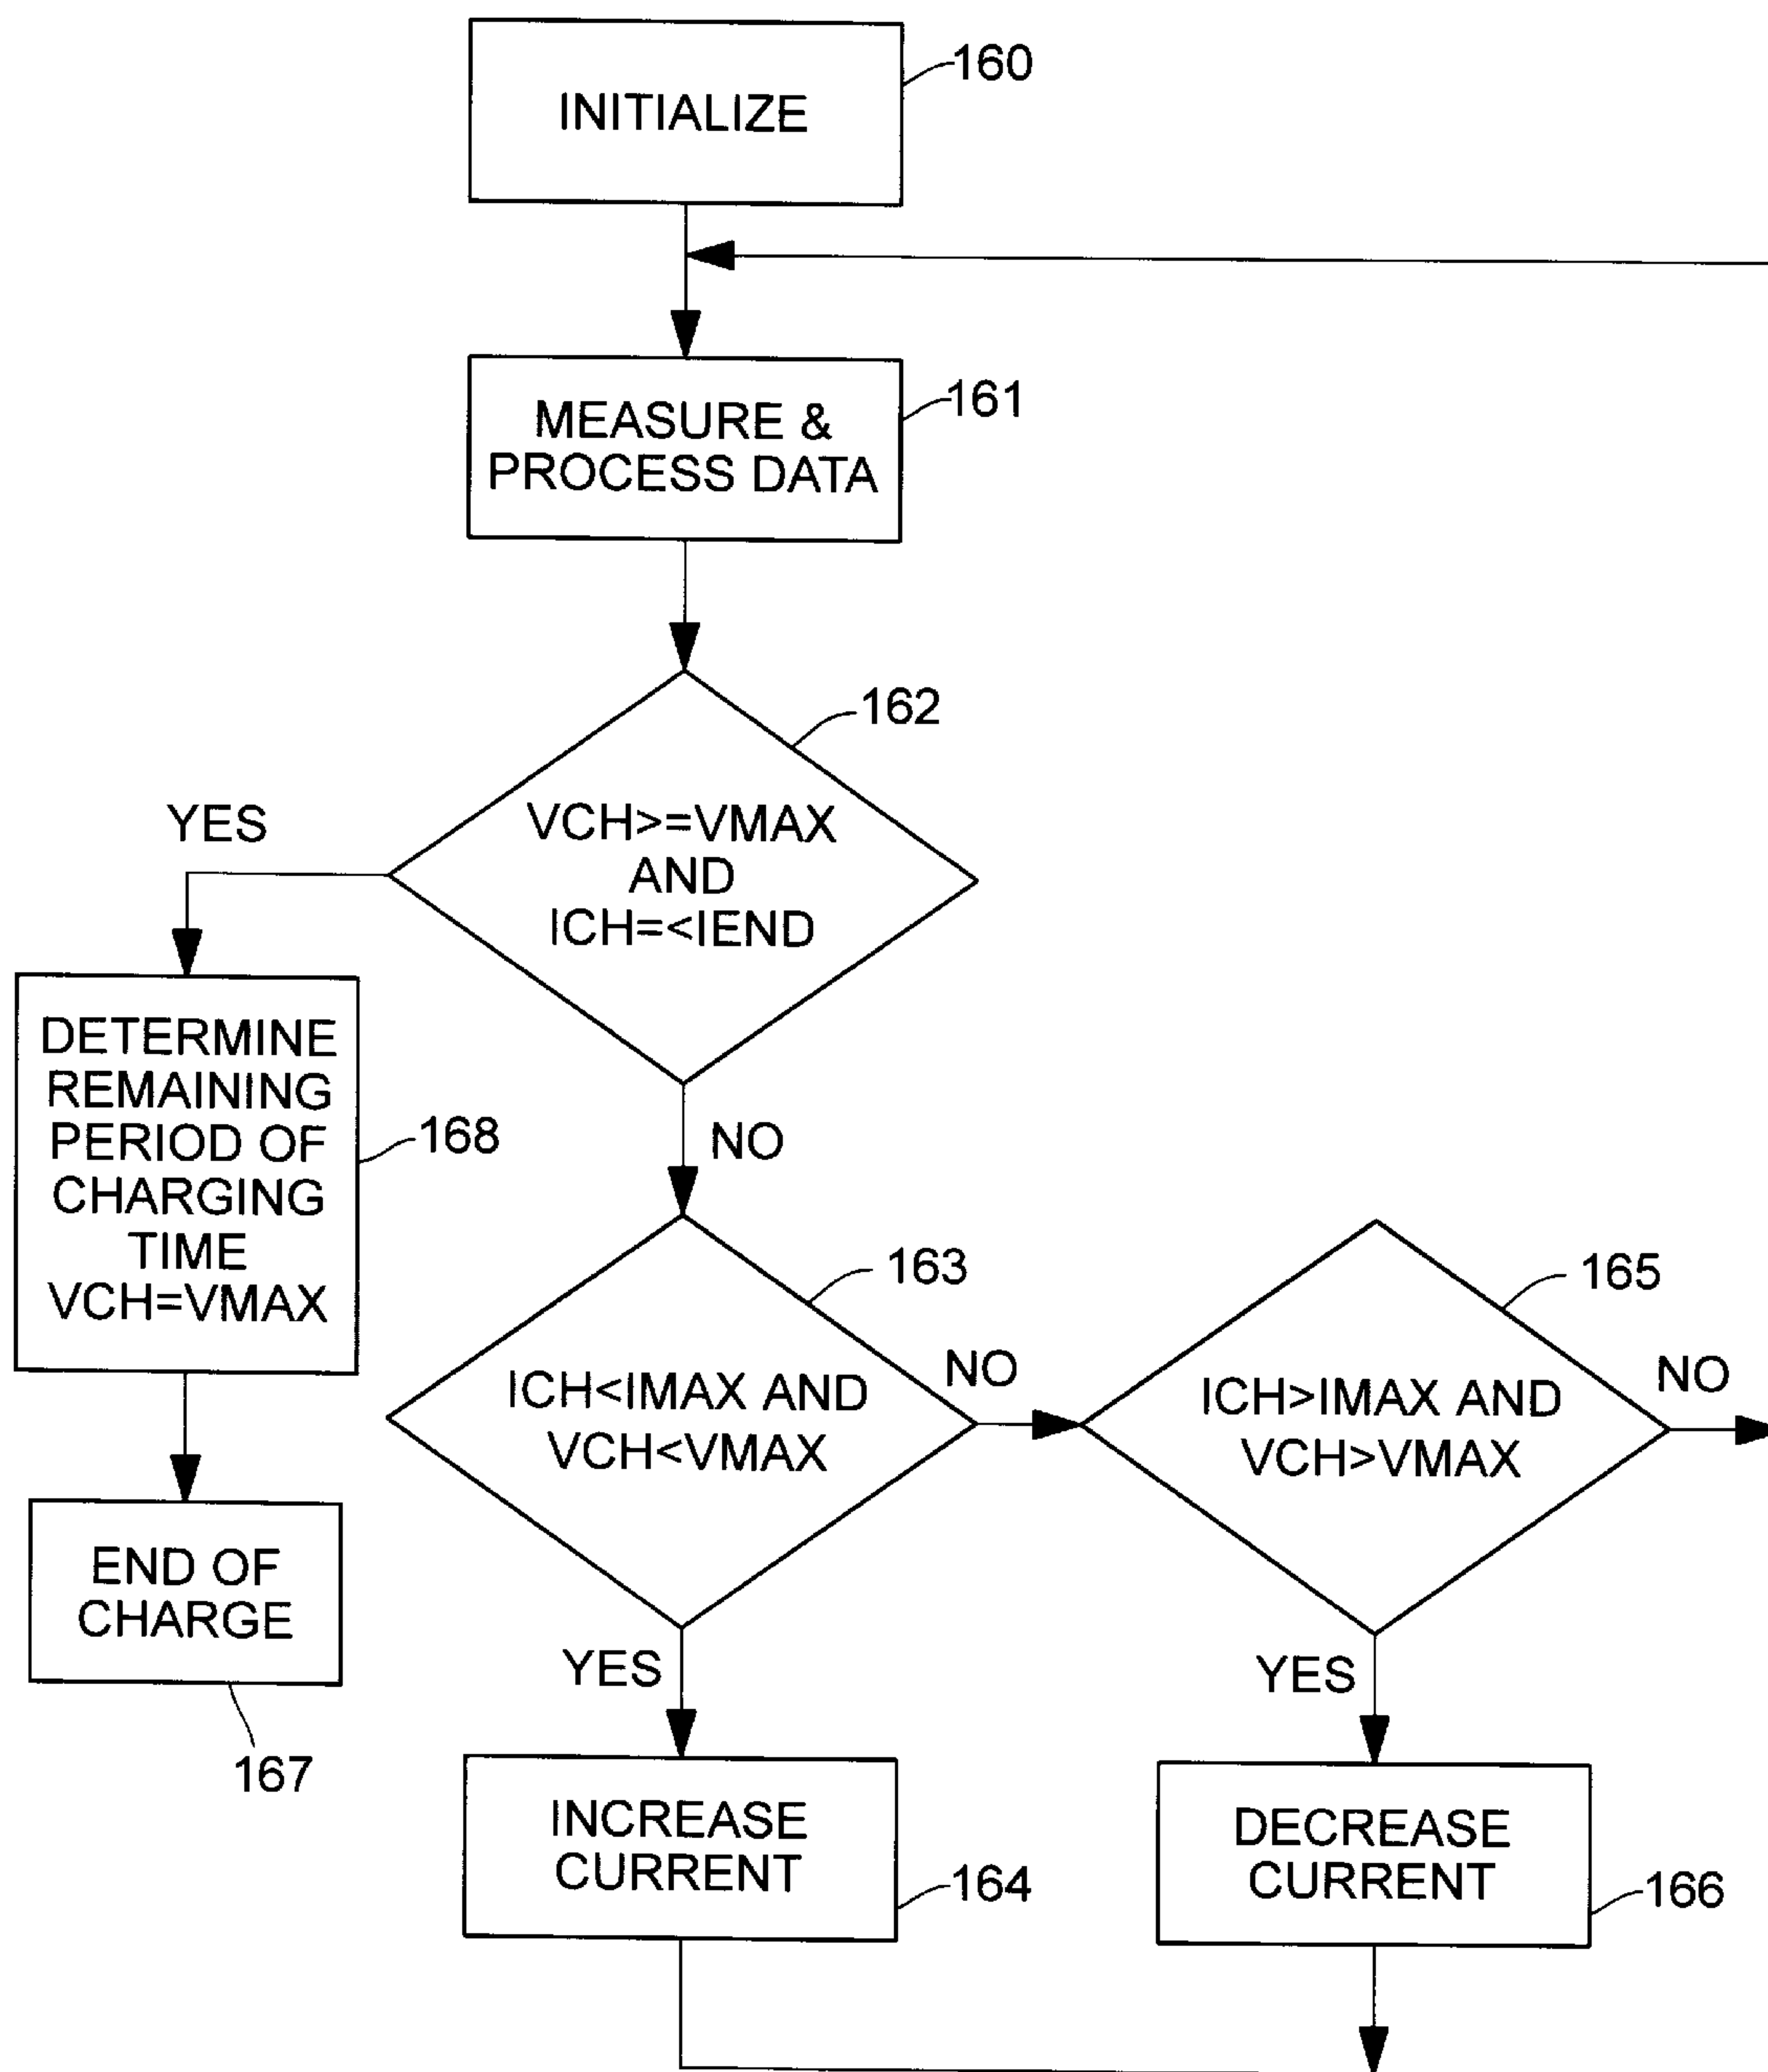 INITIALIZE
160
MEASURE &
PROCESS DATA
161
162
VCH>=VMAX
AND
ICH=<IEND
YES
NO
DETERMINE
REMAINING
PERIOD OF
CHARGING
TIME
VCH=VMAX
168
163
ICH<IMAX AND
VCH<VMAX
NO
165
ICH>IMAX AND
VCH>VMAX
NO
END OF
CHARGE
167
YES
YES
INCREASE
CURRENT
164
DECREASE
CURRENT
166